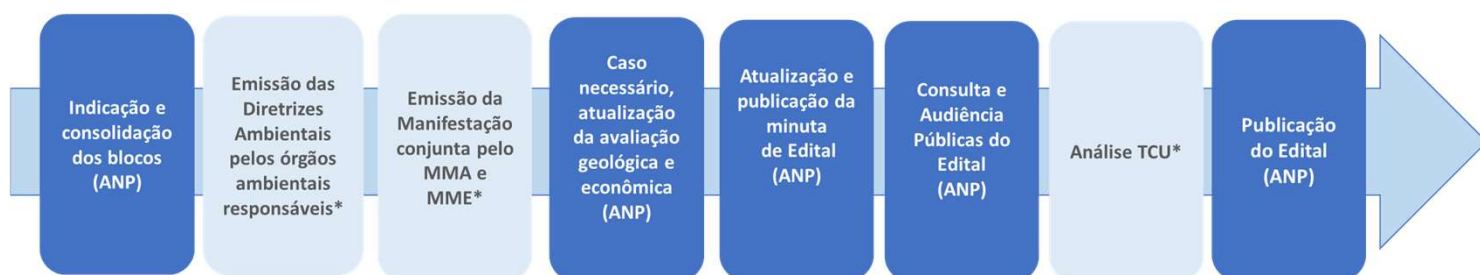 Indicação e
consolidação
dos blocos
(ANP)
Emissão das
Diretrizes
Ambientais
pelos órgãos
ambientais
responsáveis*
Emissão da
Manifestação
conjunta pelo
MMA e
MME*
Caso
necessário,
atualização
da avaliação
geológica e
econômica
(ANP)
Atualização e
publicação da
minuta
de Edital
(ANP)
Consulta e
Audiência
Públicas do
Edital
(ANP)
Análise TCU*
Publicação
do Edital
(ANP)